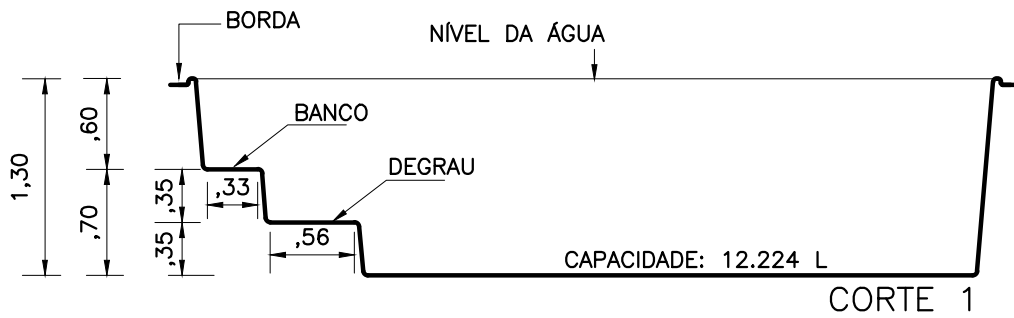 BORDA
NÍVEL DA ÁGUA
BANCO
DEGRAU
1,30
,60
,70
,35
,35
,33
,56
CAPACIDADE: 12.224 L
CORTE 1